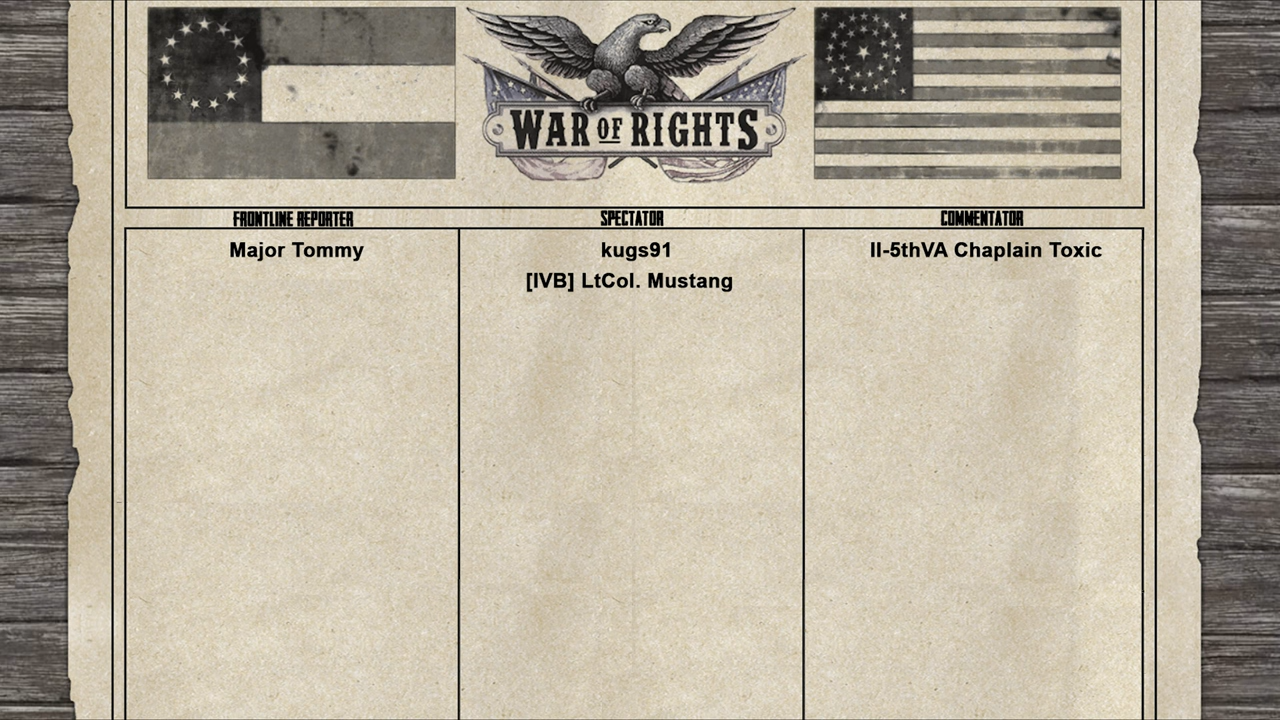 WAR OF RIGHTS
FRONTLINE REPORTER
SPECTATOR
COMMENTATOR
Major Tommy
kugs91
II-5thVA Chaplain Toxic
[IVB] LtCol. Mustang